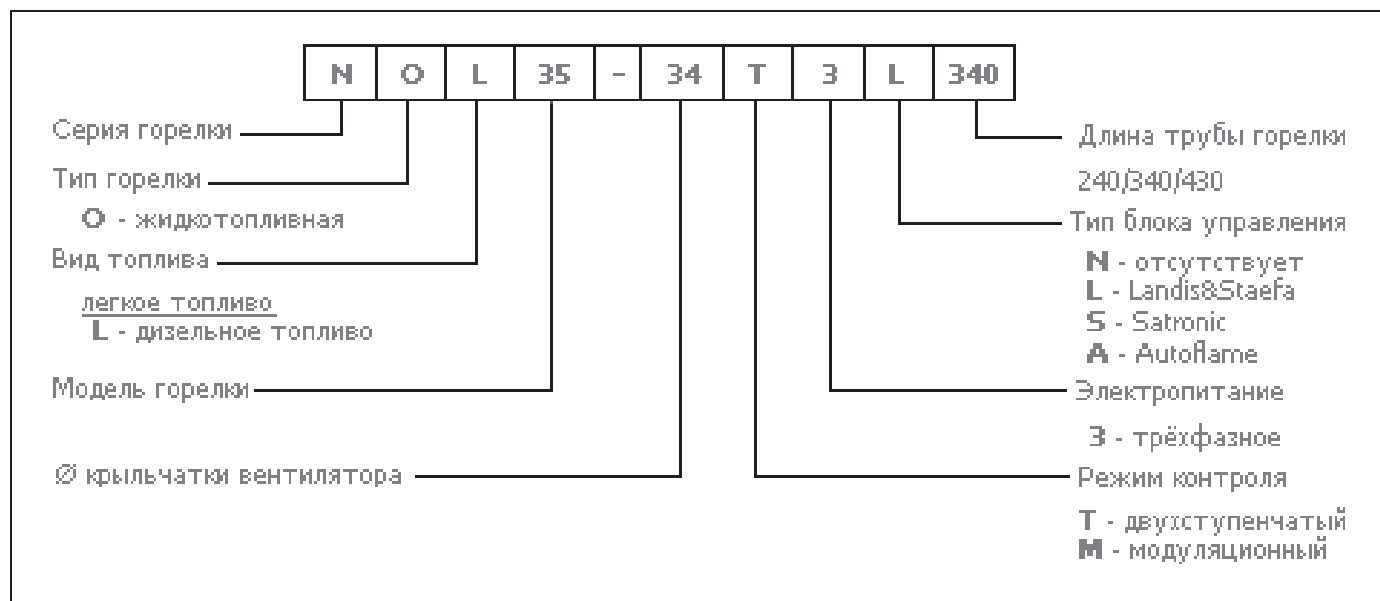 N O L 35 - 34 T 3 L 340
Серия горелки
Тип горелки
O - жидкотопливная
Вид топлива
легкое топливо
L - дизельное топливо
Модель горелки
Ø крыльчатки вентилятора
Длина трубы горелки
240/340/430
Тип блока управления
N - отсутствует
L - Landis&Staefa
S - Satronic
A - Autoflame
Электропитание
3 - трёхфазное
Режим контроля
T - двухступенчатый
M - модуляционный